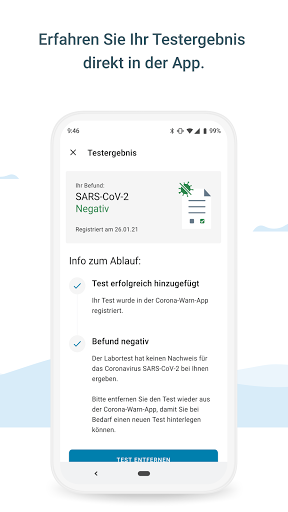 Erfahren Sie Ihr Testergebnis
direkt in der App.
9:46
99%
Testergebnis
Ihr Befund:
SARS-CoV-2
Negativ
Registriert am 26.01.21
Info zum Ablauf:
Test erfolgreich hinzugefügt
Ihr Test wurde in der Corona-Warn-App
registriert.
Befund negativ
Der Labortest hat keinen Nachweis für
das Coronavirus SARS-CoV-2 bei Ihnen
ergeben.
Bitte entfernen Sie den Test wieder aus
der Corona-Warn-App, damit Sie bei
Bedarf einen neuen Test hinterlegen
können.
TEST ENTFERNEN